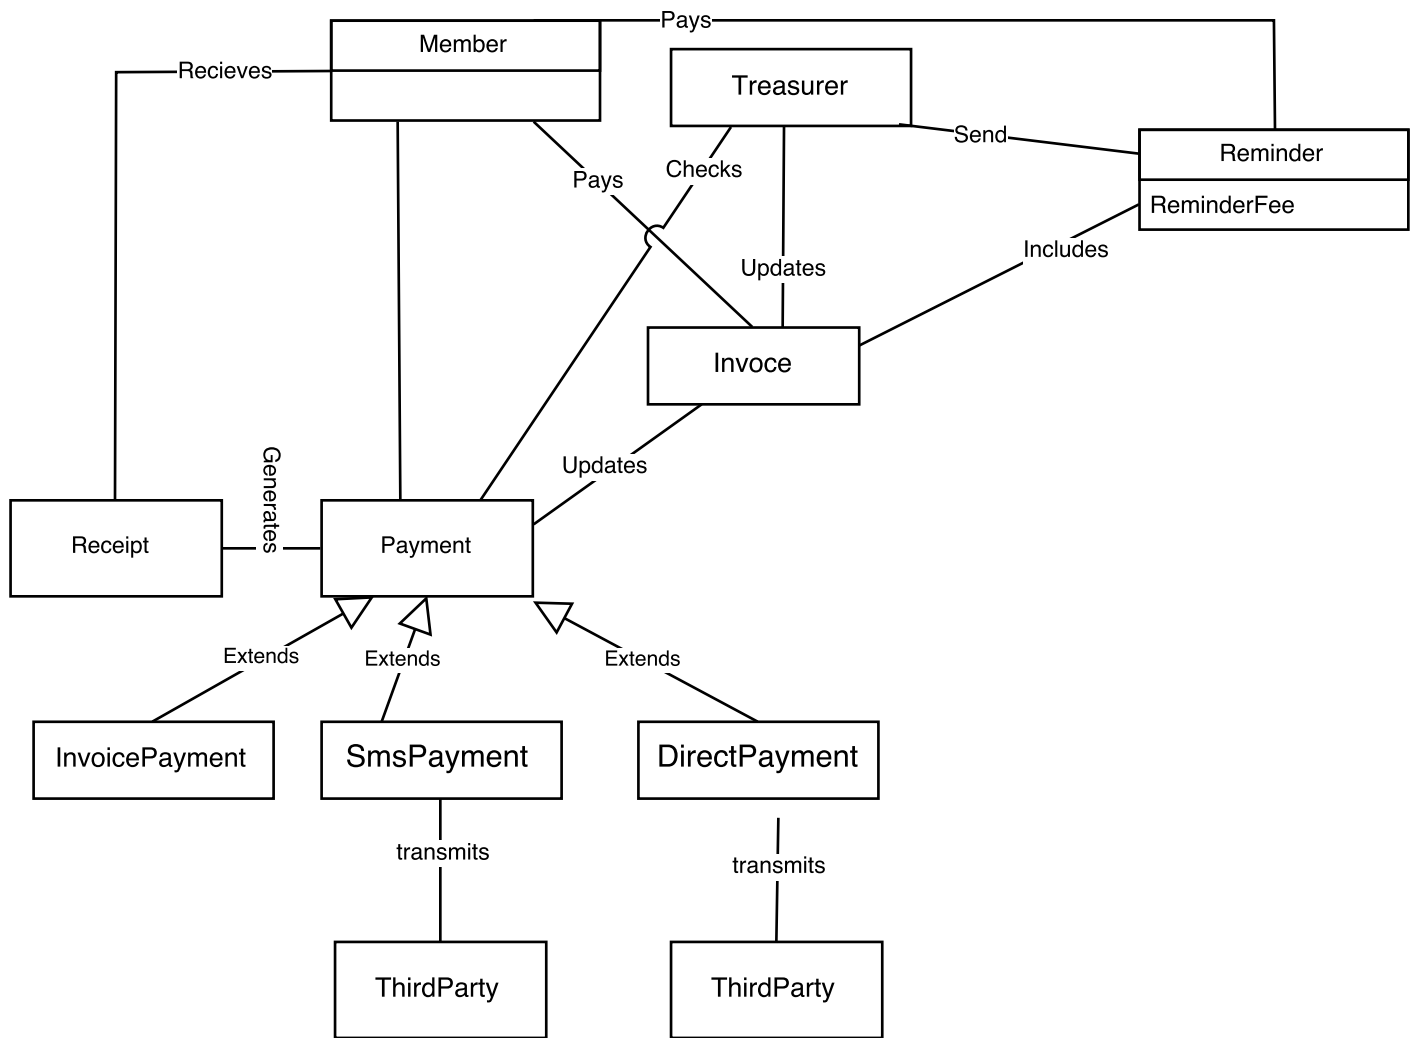 Pays
Member
Recieves
Treasurer
Send
Reminder
Checks
Pays
ReminderFee
Includes
Updates
Invoce
Updates
Generates
Receipt
Payment
Extends
Extends
Extends
InvoicePayment
SmsPayment
DirectPayment
transmits
transmits
ThirdParty
ThirdParty